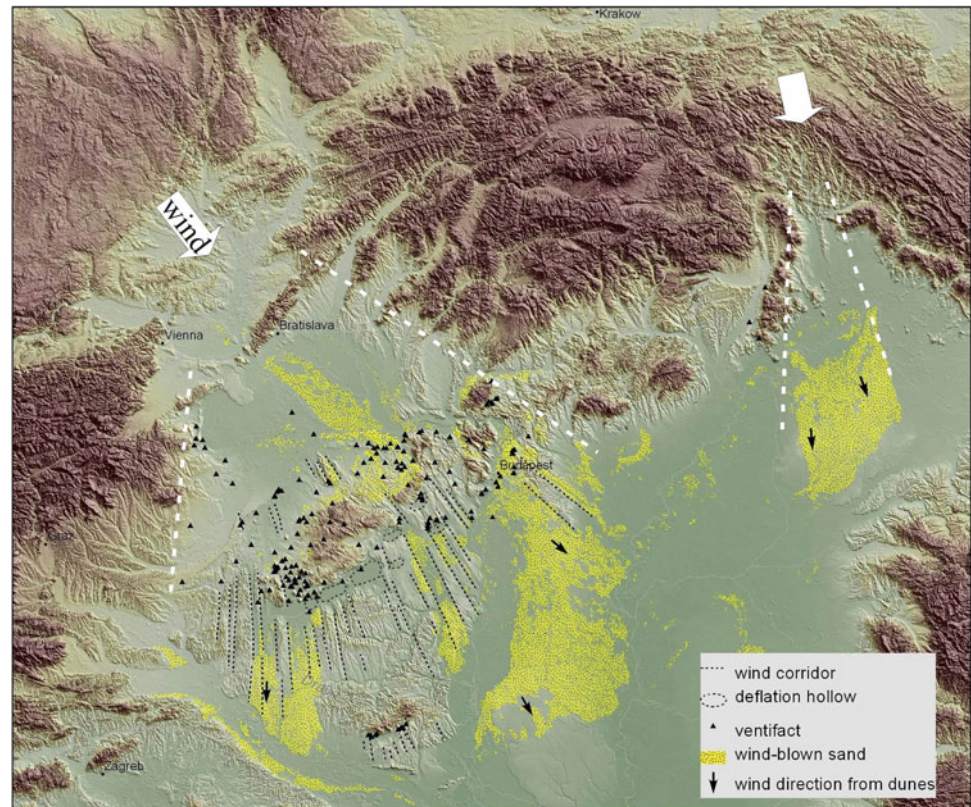 Krakow
wind
Vienna
Bratislava
Budapest
Graz
Zagreb
wind corridor
deflation hollow
ventifact
wind-blown sand
wind direction from dunes